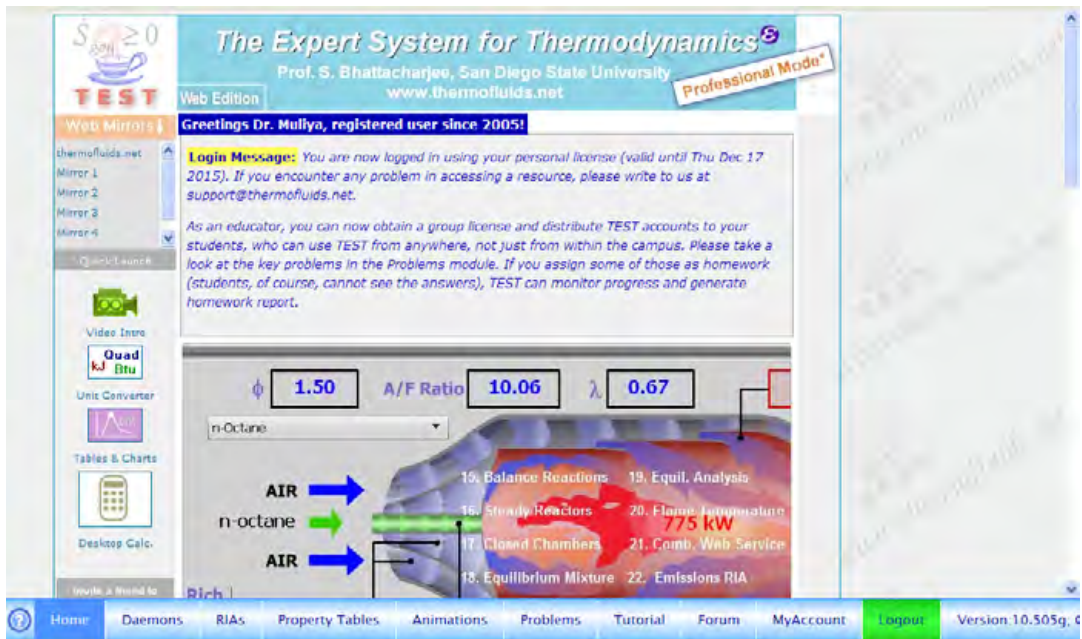 Ṡ gen ≥ 0
TEST
The Expert System for Thermodynamics
Prof. S. Bhattacharjee, San Diego State University
www.thermofluids.net
Web Edition
Professional Mode*
Web Mirrors
thermofluids.net
Mirror 1
Mirror 2
Mirror 3
Mirror 4
Quick Launch
Video Intro
kJ Quad Btu
Unit Converter
Tables & Charts
Desktop Calc.
Invite a friend to
Greetings Dr. Muliya, registered user since 2005!
Login Message: You are now logged in using your personal license (valid until Thu Dec 17
2015). If you encounter any problem in accessing a resource, please write to us at
support@thermofluids.net.
As an educator, you can now obtain a group license and distribute TEST accounts to your
students, who can use TEST from anywhere, not just from within the campus. Please take a
look at the key problems in the Problems module. If you assign some of those as homework
(students, of course, cannot see the answers), TEST can monitor progress and generate
homework report.
ϕ 1.50 A/F Ratio 10.06 λ 0.67
n-Octane
15. Balance Reactions 19. Equil. Analysis
AIR
16. Steady Reactors 20. Flame Temperature
n-octane
775 kW
17. Closed Chambers 21. Comb. Web Service
AIR
18. Equilibrium Mixture 22. Emissions RIA
Rich
? Home Daemons RIAs Property Tables Animations Problems Tutorial Forum MyAccount Logout Version:10.505g,